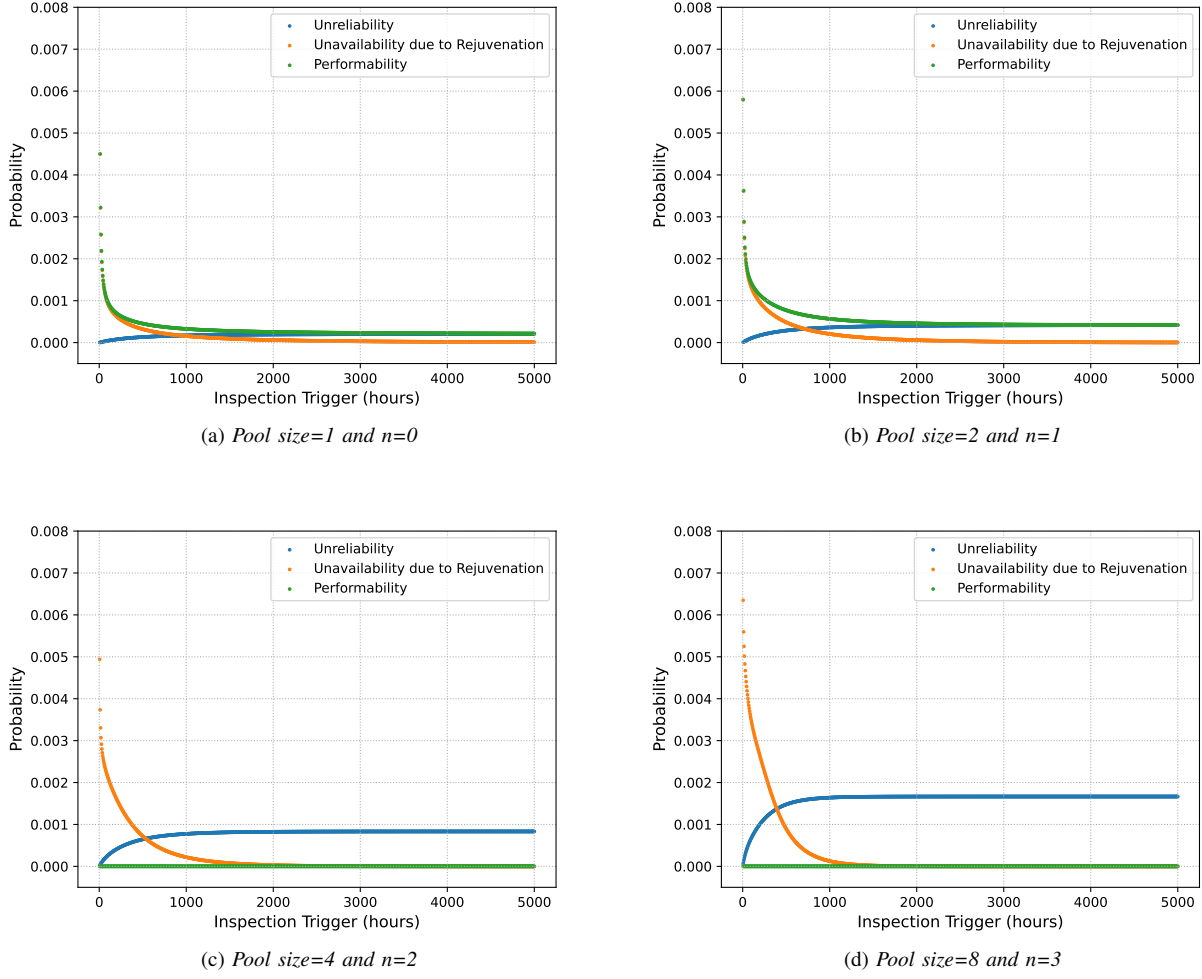 0.008
0.007
0.006
0.005
0.004
0.003
0.002
0.001
0.000
Probability
Unreliability
Unavailability due to Rejuvenation
Performability
0 1000 2000 3000 4000 5000
Inspection Trigger (hours)
(a) Pool size=1 and n=0
0.008
0.007
0.006
0.005
0.004
0.003
0.002
0.001
0.000
Probability
Unreliability
Unavailability due to Rejuvenation
Performability
0 1000 2000 3000 4000 5000
Inspection Trigger (hours)
(b) Pool size=2 and n=1
0.008
0.007
0.006
0.005
0.004
0.003
0.002
0.001
0.000
Probability
Unreliability
Unavailability due to Rejuvenation
Performability
0 1000 2000 3000 4000 5000
Inspection Trigger (hours)
(c) Pool size=4 and n=2
0.008
0.007
0.006
0.005
0.004
0.003
0.002
0.001
0.000
Probability
Unreliability
Unavailability due to Rejuvenation
Performability
0 1000 2000 3000 4000 5000
Inspection Trigger (hours)
(d) Pool size=8 and n=3